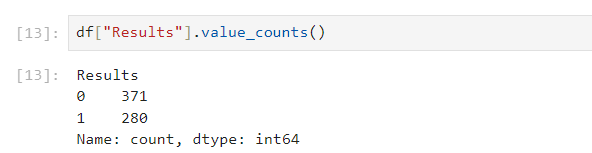 [13]: df["Results"].value_counts()
[13]: Results
0    371
1    280
Name: count, dtype: int64